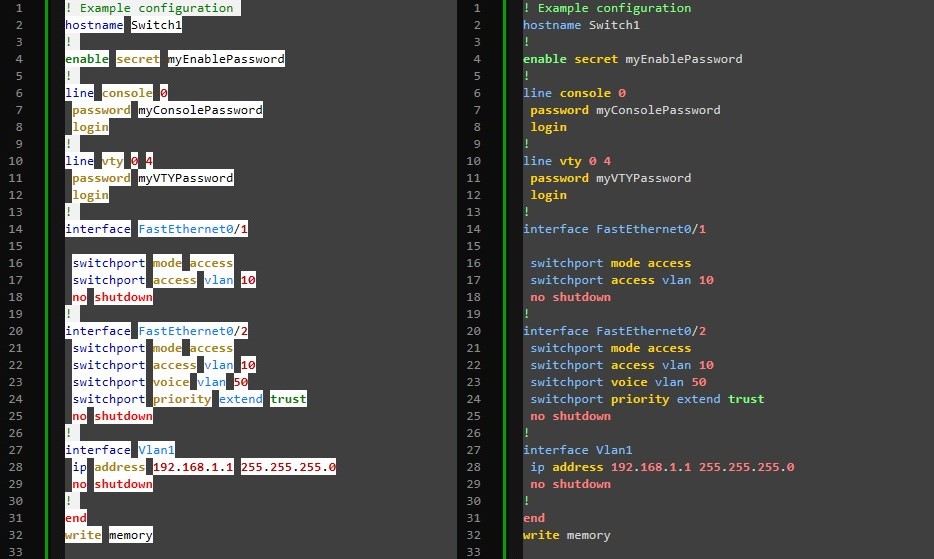 1 ! Example configuration
2 hostname Switch1
3 !
4 enable secret myEnablePassword
5 !
6 line console 0
7  password myConsolePassword
8  login
9 !
10 line vty 0 4
11  password myVTYPassword
12  login
13 !
14 interface FastEthernet0/1
15
16  switchport mode access
17  switchport access vlan 10
18  no shutdown
19 !
20 interface FastEthernet0/2
21  switchport mode access
22  switchport access vlan 10
23  switchport voice vlan 50
24  switchport priority extend trust
25  no shutdown
26 !
27 interface Vlan1
28  ip address 192.168.1.1 255.255.255.0
29  no shutdown
30 !
31 end
32 write memory
33
1 ! Example configuration
2 hostname Switch1
3 !
4 enable secret myEnablePassword
5 !
6 line console 0
7  password myConsolePassword
8  login
9 !
10 line vty 0 4
11  password myVTYPassword
12  login
13 !
14 interface FastEthernet0/1
15
16  switchport mode access
17  switchport access vlan 10
18  no shutdown
19 !
20 interface FastEthernet0/2
21  switchport mode access
22  switchport access vlan 10
23  switchport voice vlan 50
24  switchport priority extend trust
25  no shutdown
26 !
27 interface Vlan1
28  ip address 192.168.1.1 255.255.255.0
29  no shutdown
30 !
31 end
32 write memory
33